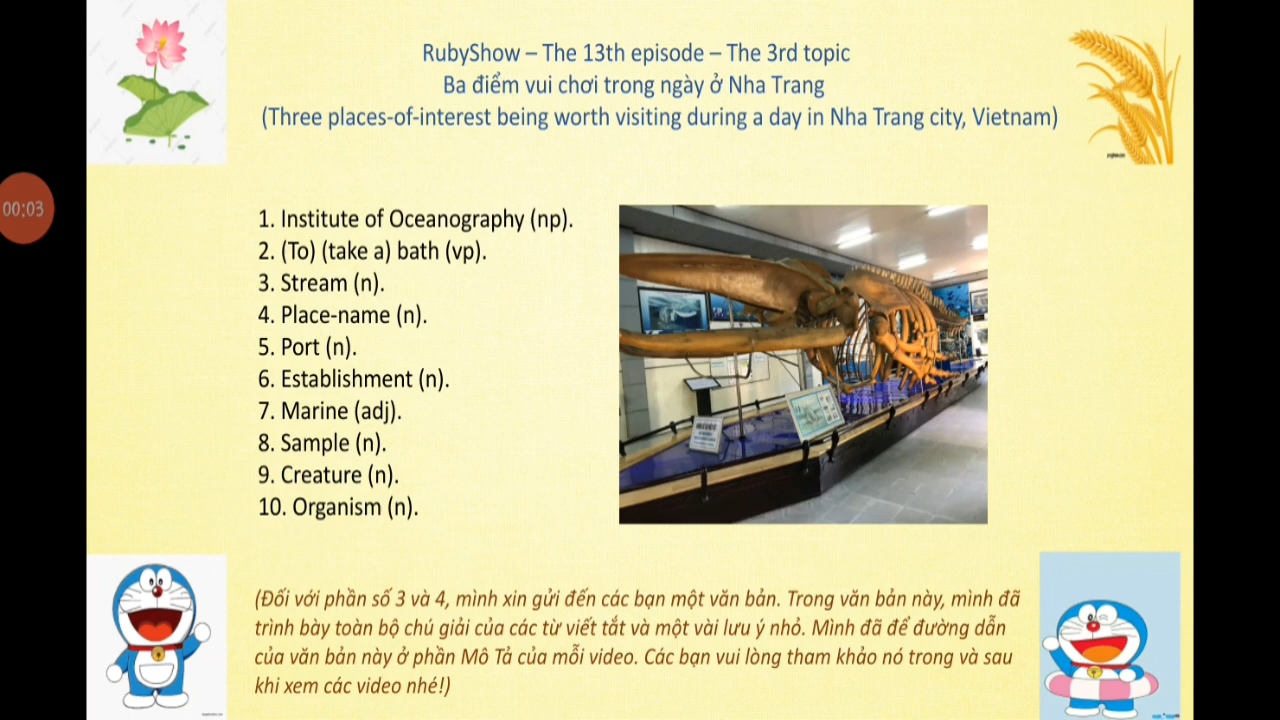 RubyShow – The 13th episode – The 3rd topic
Ba điểm vui chơi trong ngày ở Nha Trang
(Three places-of-interest being worth visiting during a day in Nha Trang city, Vietnam)
00:03
1. Institute of Oceanography (np).
2. (To) (take a) bath (vp).
3. Stream (n).
4. Place-name (n).
5. Port (n).
6. Establishment (n).
7. Marine (adj).
8. Sample (n).
9. Creature (n).
10. Organism (n).
(Đối với phần số 3 và 4, mình xin gửi đến các bạn một văn bản. Trong văn bản này, mình đã
trình bày toàn bộ chú giải của các từ viết tắt và một vài lưu ý nhỏ. Mình đã để đường dẫn
của văn bản này ở phần Mô Tả của mỗi video. Các bạn vui lòng tham khảo nó trong và sau
khi xem các video nhé!)